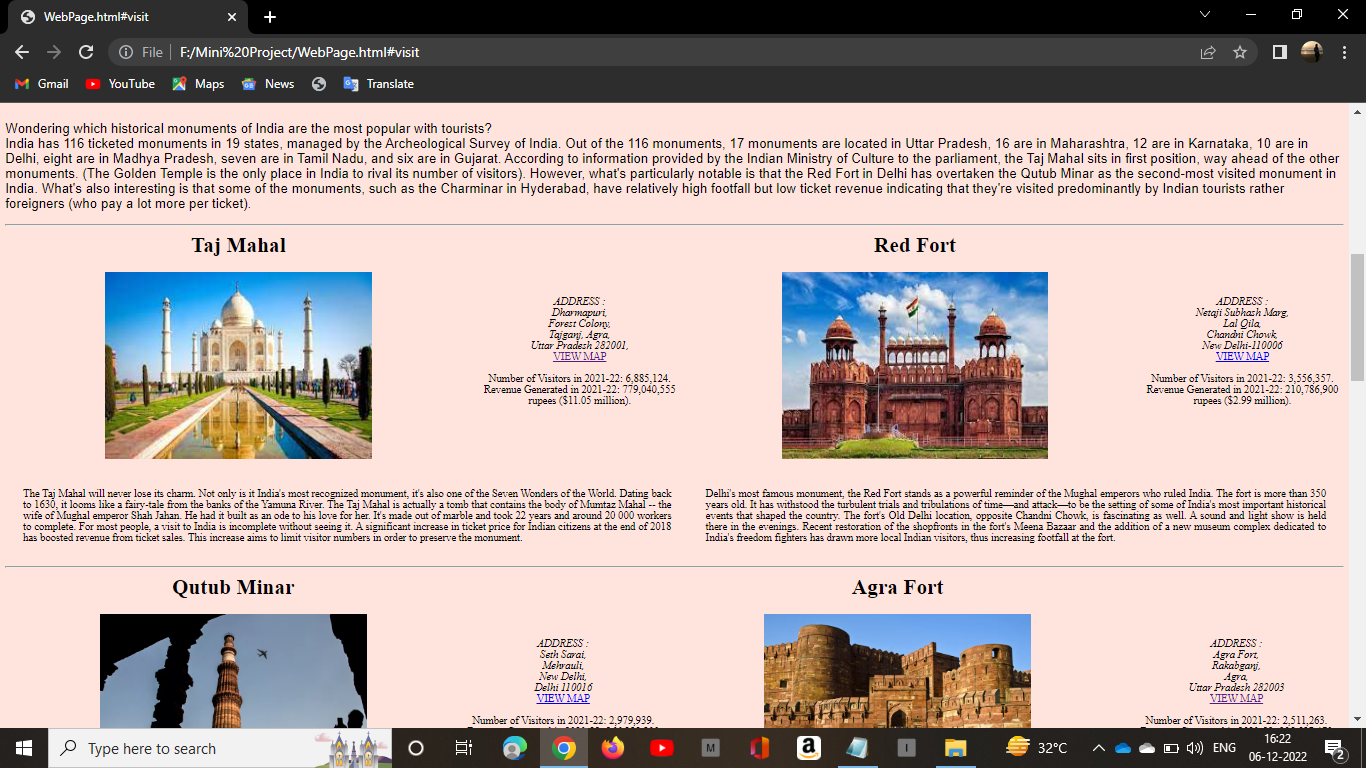 WebPage.html#visit
File
F:/Mini%20Project/WebPage.html#visit
Gmail
YouTube
Maps
News
Translate
Wondering which historical monuments of India are the most popular with tourists?
India has 116 ticketed monuments in 19 states, managed by the Archeological Survey of India. Out of the 116 monuments, 17 monuments are located in Uttar Pradesh, 16 are in Maharashtra, 12 are in Karnataka, 10 are in
Delhi, eight are in Madhya Pradesh, seven are in Tamil Nadu, and six are in Gujarat. According to information provided by the Indian Ministry of Culture to the parliament, the Taj Mahal sits in first position, way ahead of the other
monuments. (The Golden Temple is the only place in India to rival its number of visitors). However, what's particularly notable is that the Red Fort in Delhi has overtaken the Qutub Minar as the second-most visited monument in
India. What's also interesting is that some of the monuments, such as the Charminar in Hyderabad, have relatively high footfall but low ticket revenue indicating that they're visited predominantly by Indian tourists rather
foreigners (who pay a lot more per ticket).
Taj Mahal
ADDRESS :
Dharmapuri,
Forest Colony,
Tajganj, Agra,
Uttar Pradesh 282001,
VIEW MAP
Number of Visitors in 2021-22: 6,885,124.
Revenue Generated in 2021-22: 779,040,555
rupees ($11.05 million).
The Taj Mahal will never lose its charm. Not only is it India's most recognized monument, it's also one of the Seven Wonders of the World. Dating back
to 1630, it looms like a fairy-tale from the banks of the Yamuna River. The Taj Mahal is actually a tomb that contains the body of Mumtaz Mahal -- the
wife of Mughal emperor Shah Jahan. He had it built as an ode to his love for her. It's made out of marble and took 22 years and around 20 000 workers
to complete. For most people, a visit to India is incomplete without seeing it. A significant increase in ticket price for Indian citizens at the end of 2018
has boosted revenue from ticket sales. This increase aims to limit visitor numbers in order to preserve the monument.
Red Fort
ADDRESS :
Netaji Subhash Marg,
Lal Qila,
Chandni Chowk,
New Delhi-110006
VIEW MAP
Number of Visitors in 2021-22: 3,556,357.
Revenue Generated in 2021-22: 210,786,900
rupees ($2.99 million).
Delhi's most famous monument, the Red Fort stands as a powerful reminder of the Mughal emperors who ruled India. The fort is more than 350
years old. It has withstood the turbulent trials and tribulations of time—and attack—to be the setting of some of India's most important historical
events that shaped the country. The fort's Old Delhi location, opposite Chandni Chowk, is fascinating as well. A sound and light show is held
there in the evenings. Recent restoration of the shopfronts in the fort's Meena Bazaar and the addition of a new museum complex dedicated to
India's freedom fighters has drawn more local Indian visitors, thus increasing footfall at the fort.
Qutub Minar
ADDRESS :
Seth Sarai,
Mehrauli,
New Delhi,
Delhi 110016
VIEW MAP
Number of Visitors in 2021-22: 2,979,939.
Agra Fort
ADDRESS :
Agra Fort,
Rakabganj,
Agra,
Uttar Pradesh 282003
VIEW MAP
Number of Visitors in 2021-22: 2,511,263.
Type here to search
M
a
I
32°C
ENG
16:22
06-12-2022
2